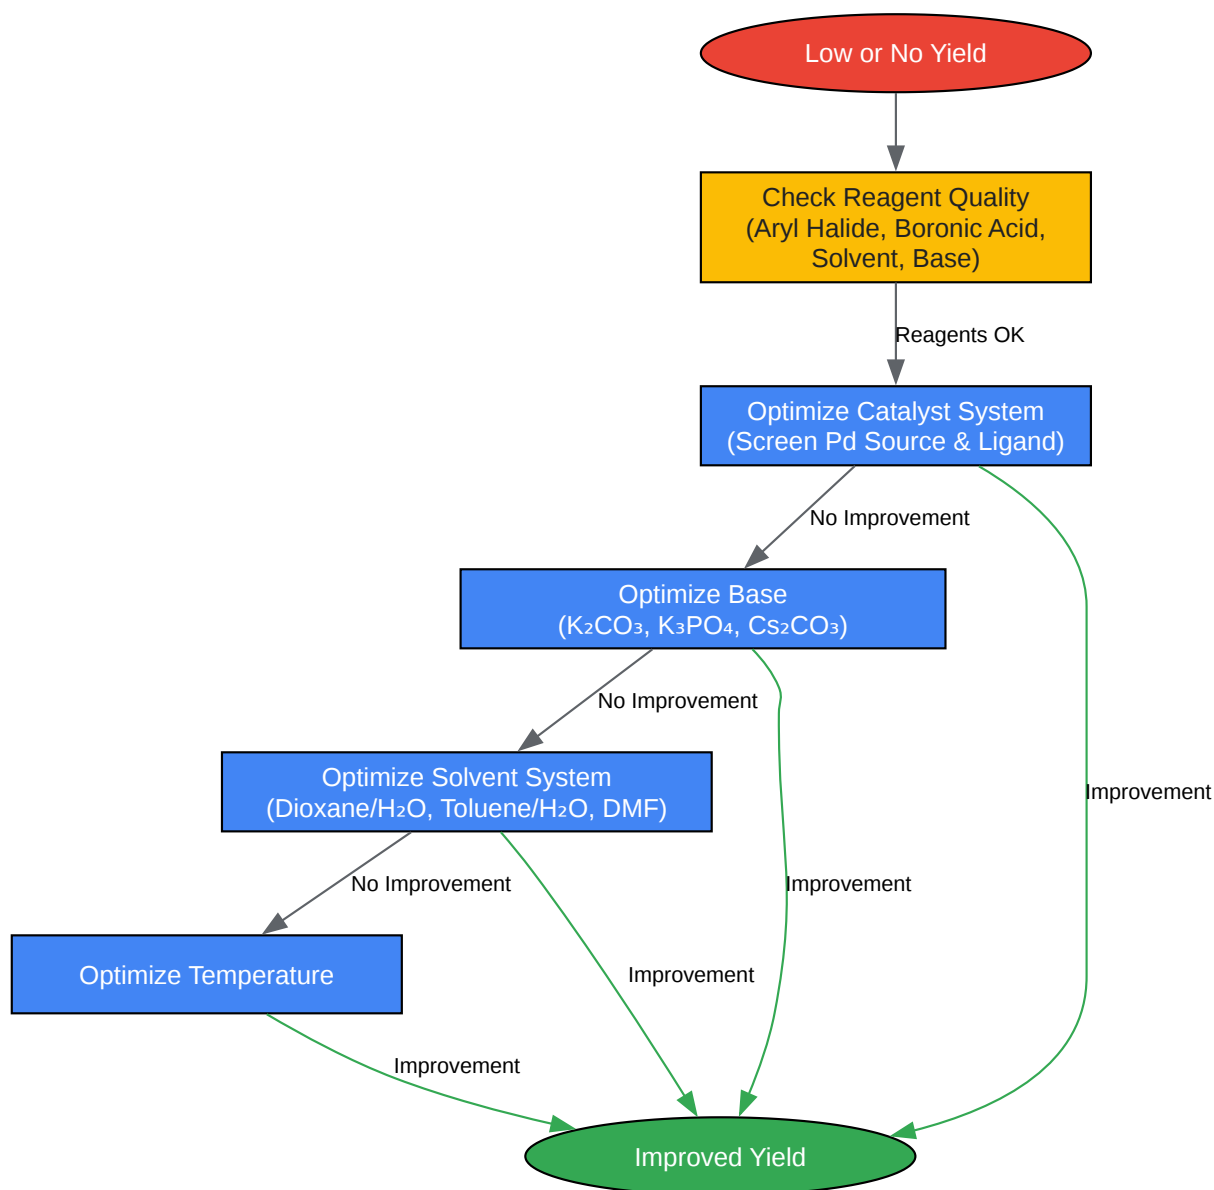 Low or No Yield
Check Reagent Quality
(Aryl Halide, Boronic Acid,
Solvent, Base)
Reagents OK
Optimize Catalyst System
(Screen Pd Source & Ligand)
No Improvement
Optimize Base
(K₂CO₃, K₃PO₄, Cs₂CO₃)
No Improvement
Optimize Solvent System
(Dioxane/H₂O, Toluene/H₂O, DMF)
Improvement
No Improvement
Improvement
Optimize Temperature
Improvement
Improvement
Improved Yield